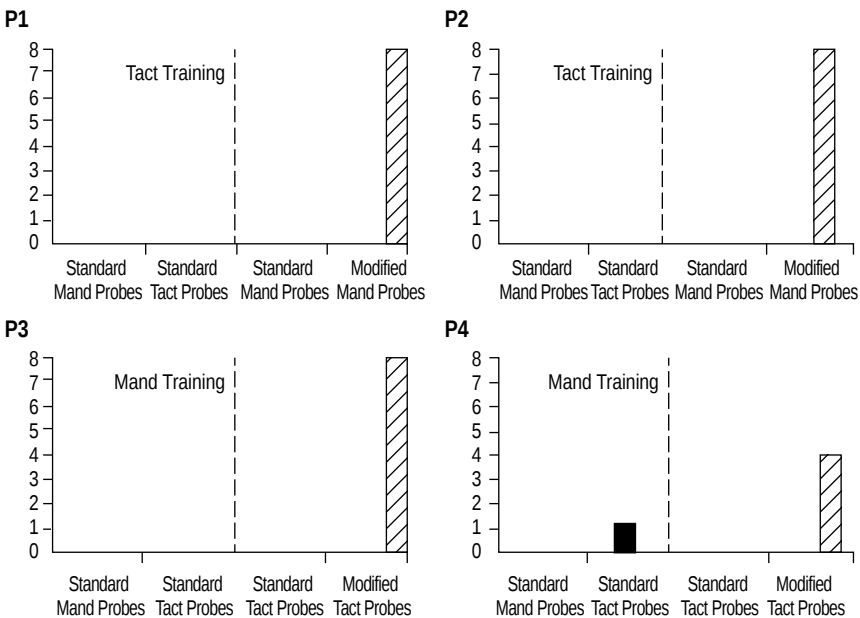 P1
8
7
6
5
4
3
2
1
0
Tact Training
Standard Mand Probes
Standard Tact Probes
Standard Mand Probes
Modified Mand Probes
P2
8
7
6
5
4
3
2
1
0
Tact Training
Standard Mand Probes
Standard Tact Probes
Standard Mand Probes
Modified Mand Probes
P3
8
7
6
5
4
3
2
1
0
Mand Training
Standard Mand Probes
Standard Tact Probes
Standard Tact Probes
Modified Tact Probes
P4
8
7
6
5
4
3
2
1
0
Mand Training
Standard Mand Probes
Standard Tact Probes
Standard Tact Probes
Modified Tact Probes